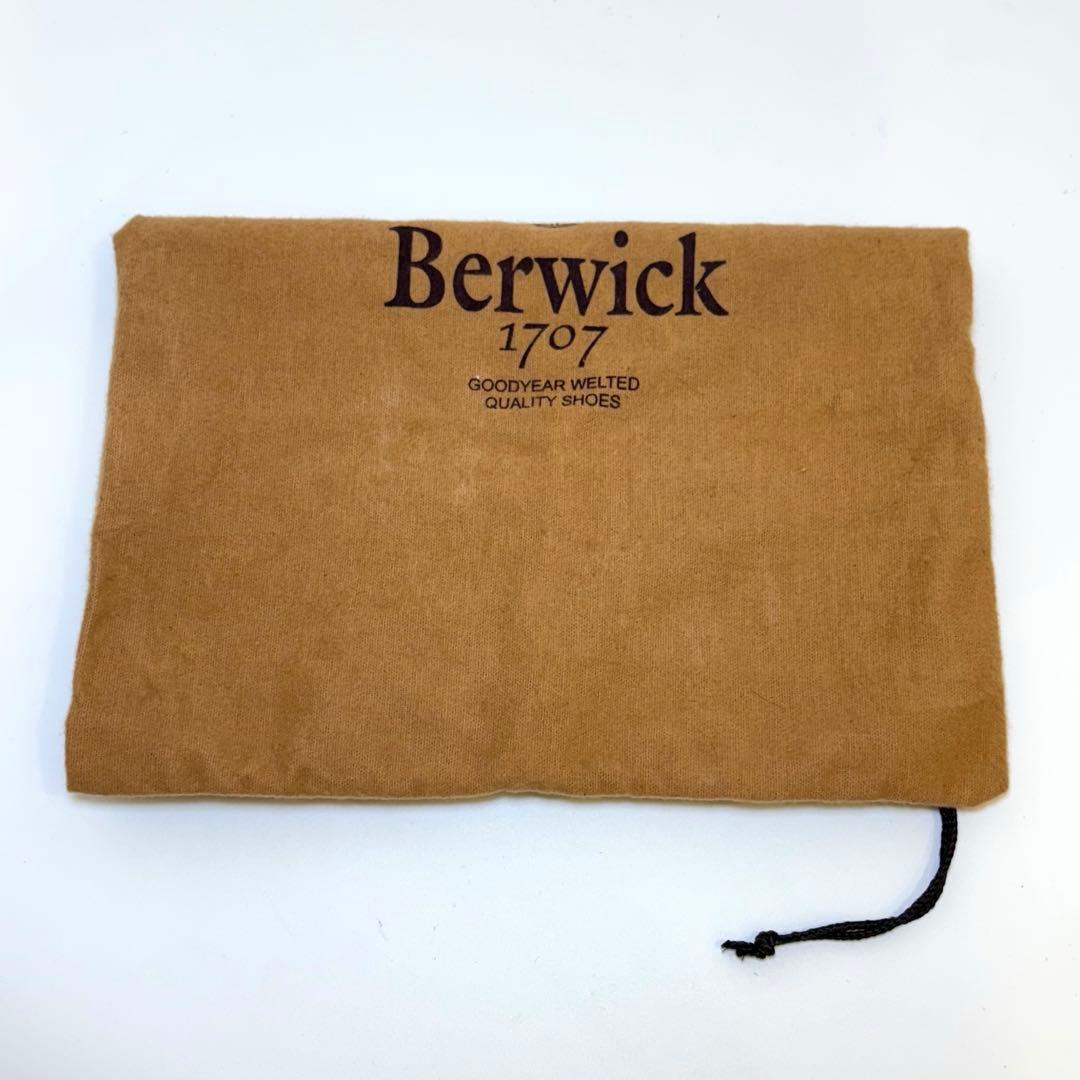 Berwick
1707
GOODYEAR WELTED
QUALITY SHOES